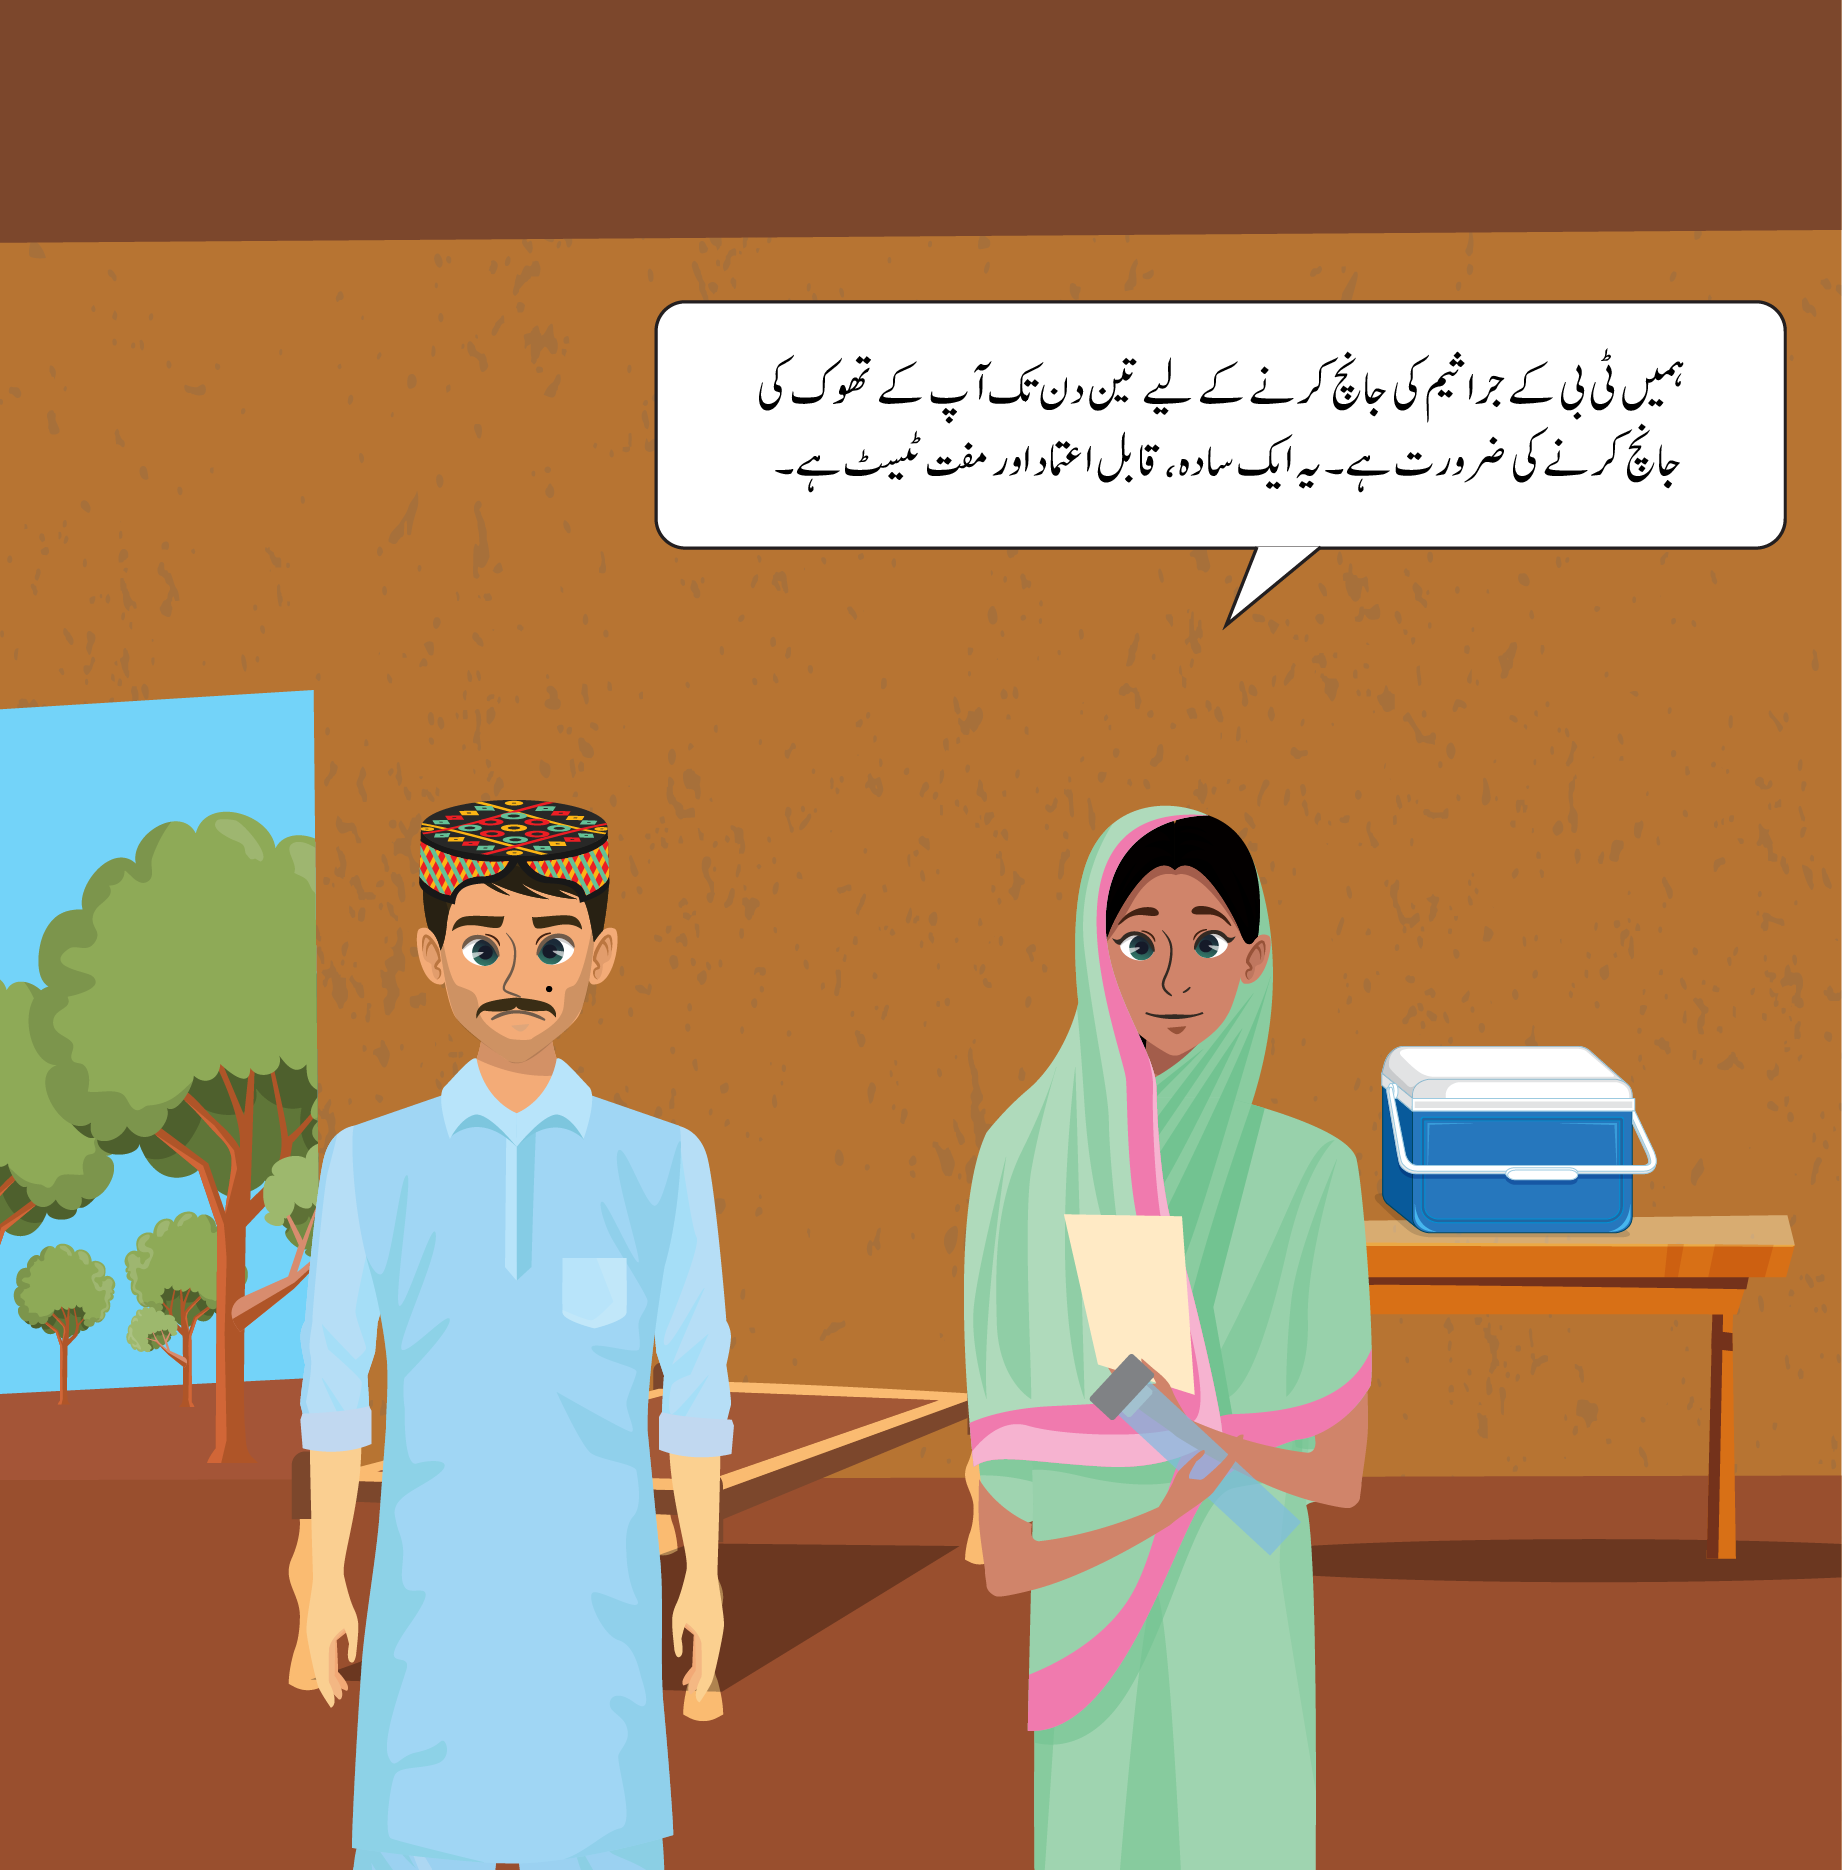 ہمیں ٹی بی کے جراثیم کی جانچ کرنے کے لیے تین دن تک آپ کے تھوک کی
جانچ کرنے کی ضرورت ہے۔ یہ ایک سادہ، قابل اعتماد اور مفت ٹیسٹ ہے۔